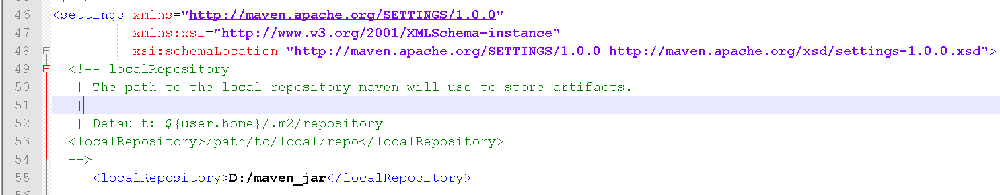 46 <settings xmlns="http://maven.apache.org/SETTINGS/1.0.0"
47 xmlns:xsi="http://www.w3.org/2001/XMLSchema-instance"
48 xsi:schemaLocation="http://maven.apache.org/SETTINGS/1.0.0 http://maven.apache.org/xsd/settings-1.0.0.xsd">
49 <!-- localRepository
50 | The path to the local repository maven will use to store artifacts.
51 |
52 | Default: ${user.home}/.m2/repository
53 <localRepository>/path/to/local/repo</localRepository>
54 -->
55 <localRepository>D:/maven_jar</localRepository>